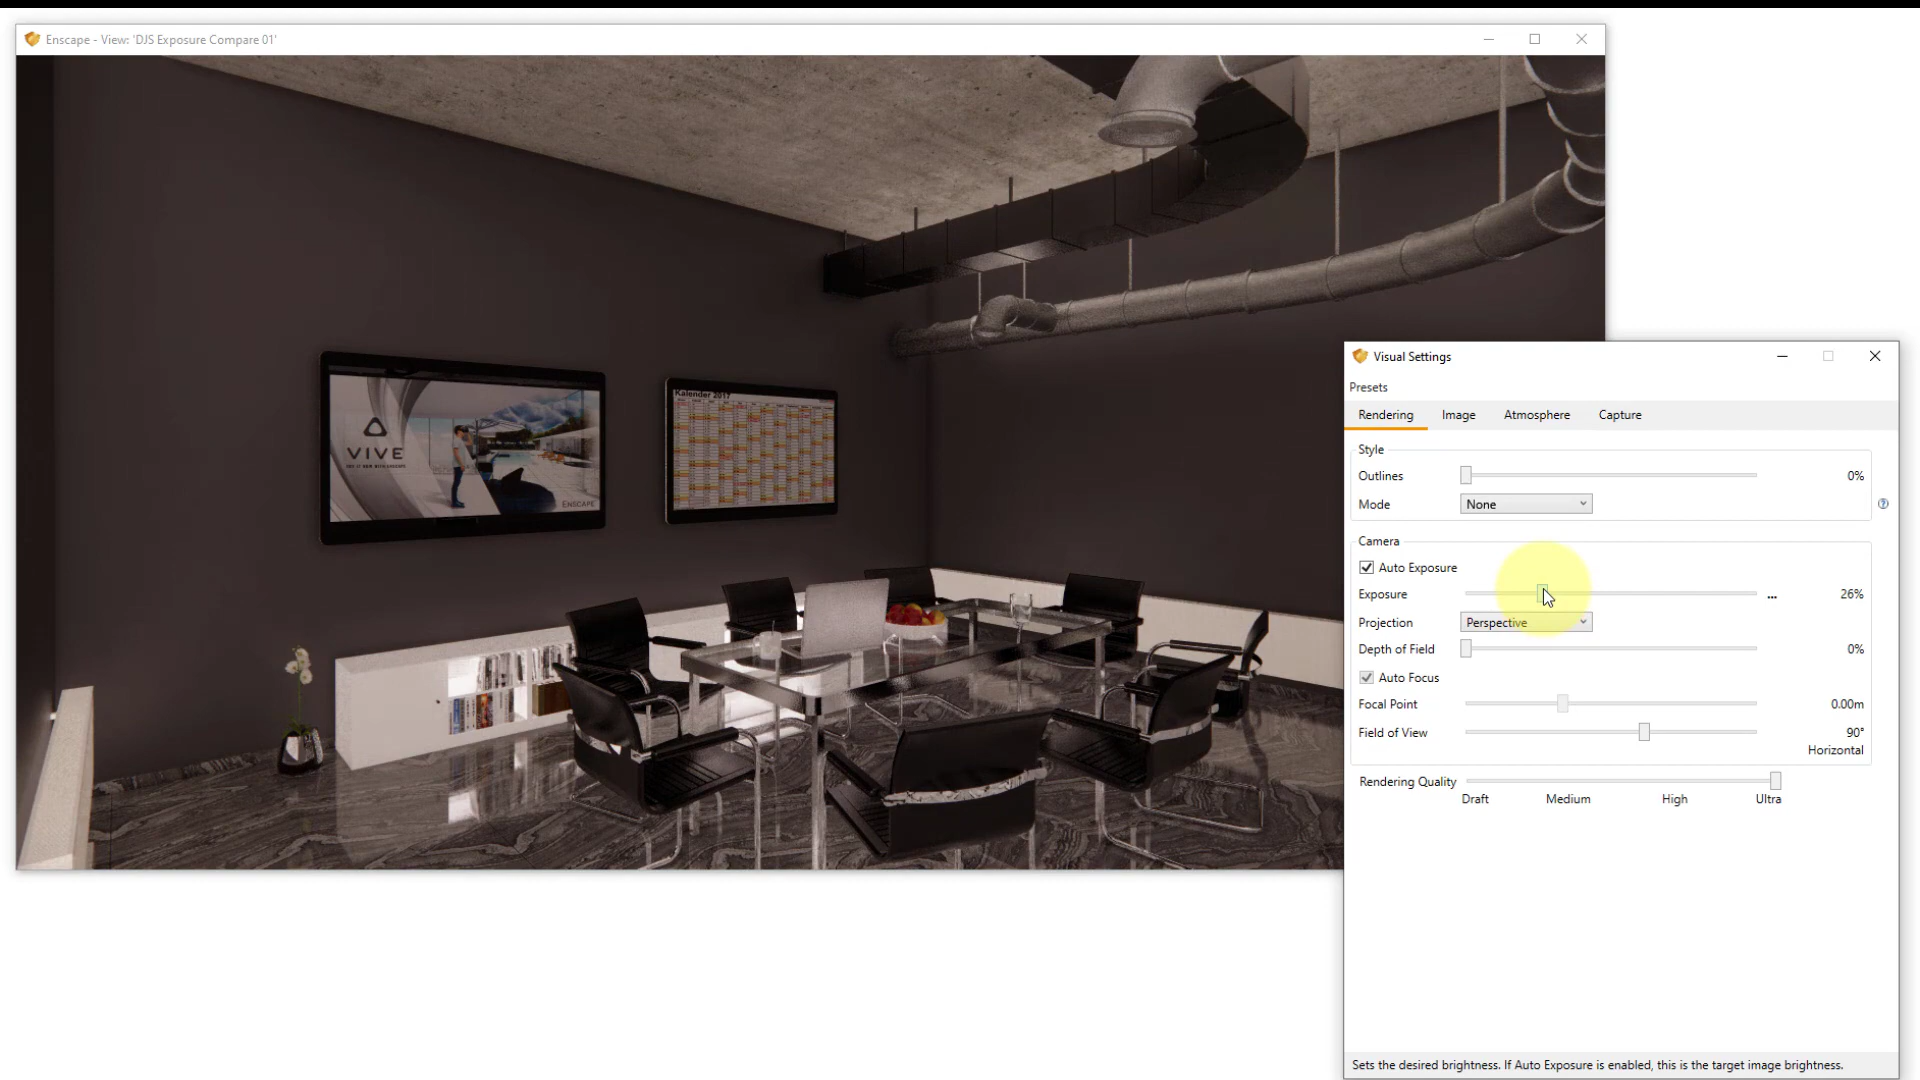 Enscape - View: 'DJS Exposure Compare 01'
VIVE
ENSCAPE
Kalender 2017
Visual Settings
Presets
Rendering Image Atmosphere Capture
Style
Outlines 0%
Mode None
Camera
Auto Exposure
Exposure ... 26%
Projection Perspective
Depth of Field 0%
Auto Focus
Focal Point 0.00m
Field of View 90°
Horizontal
Rendering Quality
Draft Medium High Ultra
Sets the desired brightness. If Auto Exposure is enabled, this is the target image brightness.